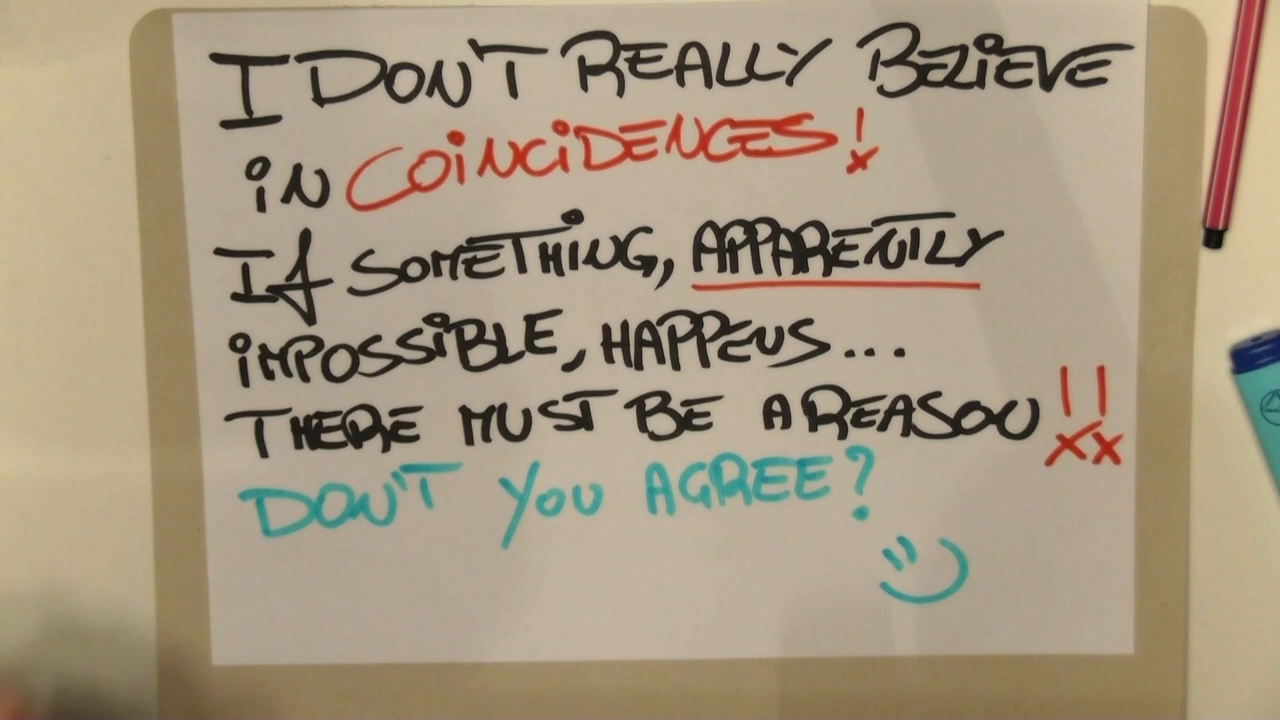 I DON'T REALLY BELIEVE
iN COiNCiDENCES!
If SOMETHiNG, APPARENTLY
iMPOSSiBLE, HAPPENS...
THERE MUST BE A REASON!!
DON'T YOU AGREE?